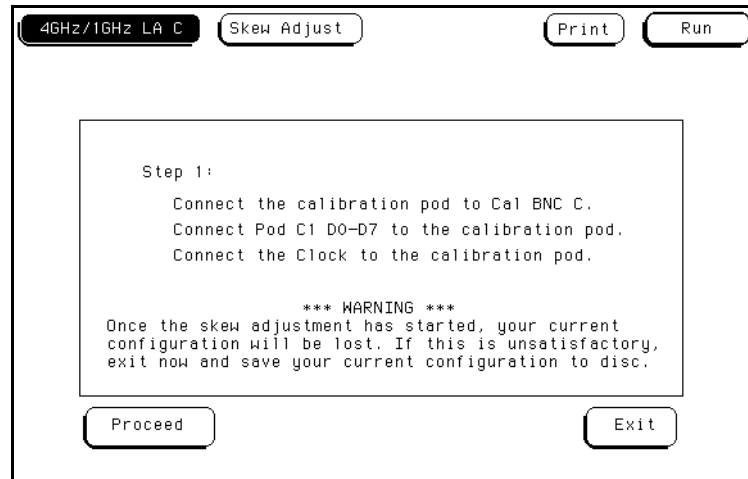 4GHz/1GHz LA C
Skew Adjust
Print
Run
Step 1:
Connect the calibration pod to Cal BNC C.
Connect Pod C1 D0–D7 to the calibration pod.
Connect the Clock to the calibration pod.
*** WARNING ***
Once the skew adjustment has started, your current
configuration will be lost. If this is unsatisfactory,
exit now and save your current configuration to disc.
Proceed
Exit